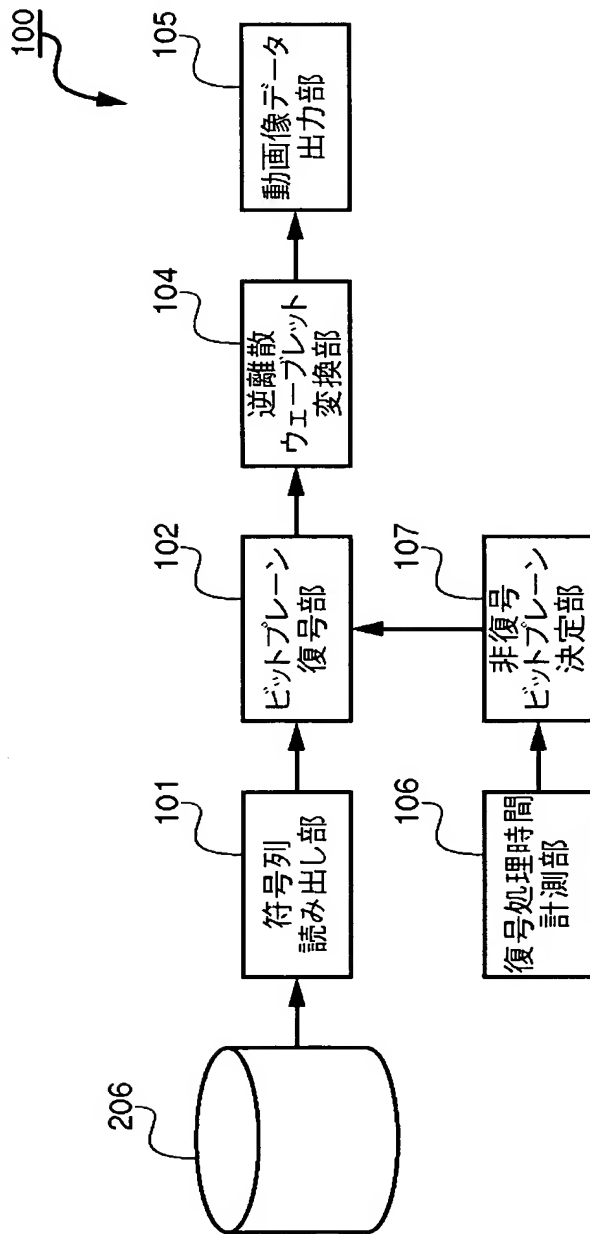 100
206
101
符号列
読み出し部
102
ビットプレーン
復号部
104
逆離散
ウェーブレット
変換部
105
動画像データ
出力部
106
復号処理時間
計測部
107
非復号
ビットプレーン
決定部